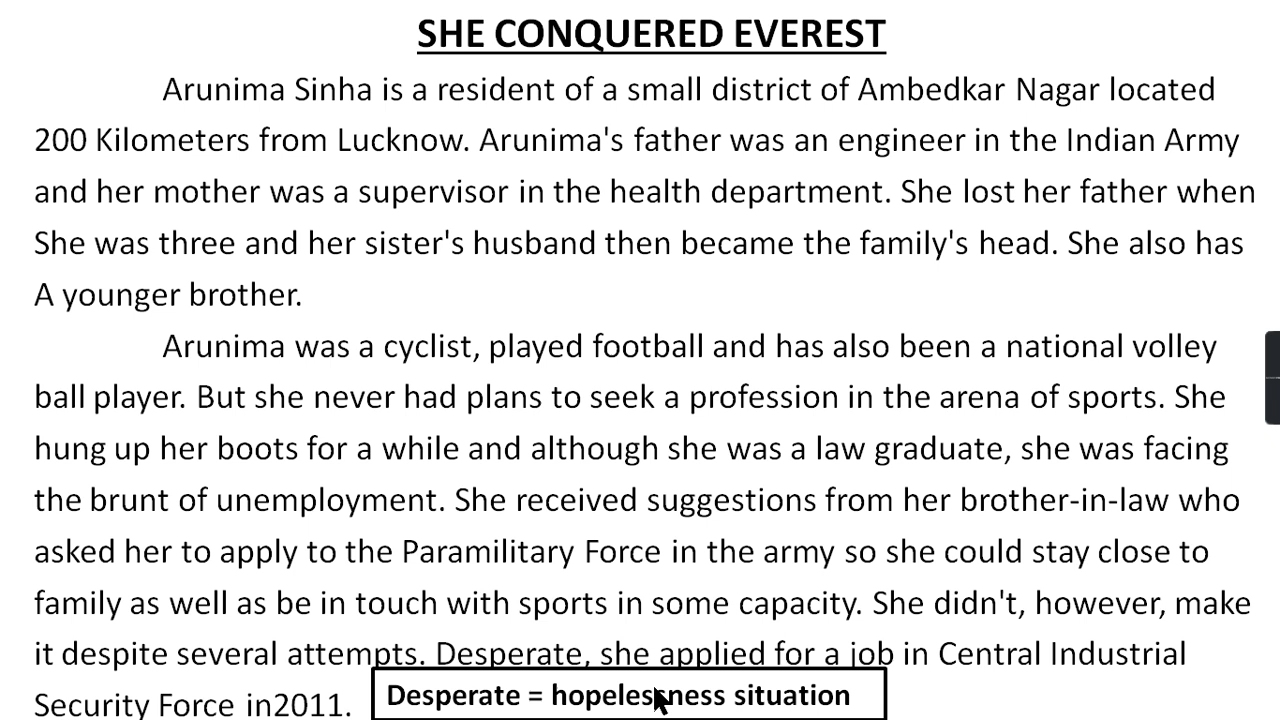 SHE CONQUERED EVEREST
Arunima Sinha is a resident of a small district of Ambedkar Nagar located
200 Kilometers from Lucknow. Arunima's father was an engineer in the Indian Army
and her mother was a supervisor in the health department. She lost her father when
She was three and her sister's husband then became the family's head. She also has
A younger brother.
Arunima was a cyclist, played football and has also been a national volley
ball player. But she never had plans to seek a profession in the arena of sports. She
hung up her boots for a while and although she was a law graduate, she was facing
the brunt of unemployment. She received suggestions from her brother-in-law who
asked her to apply to the Paramilitary Force in the army so she could stay close to
family as well as be in touch with sports in some capacity. She didn't, however, make
it despite several attempts. Desperate, she applied for a job in Central Industrial
Security Force in2011.
Desperate = hopelessness situation